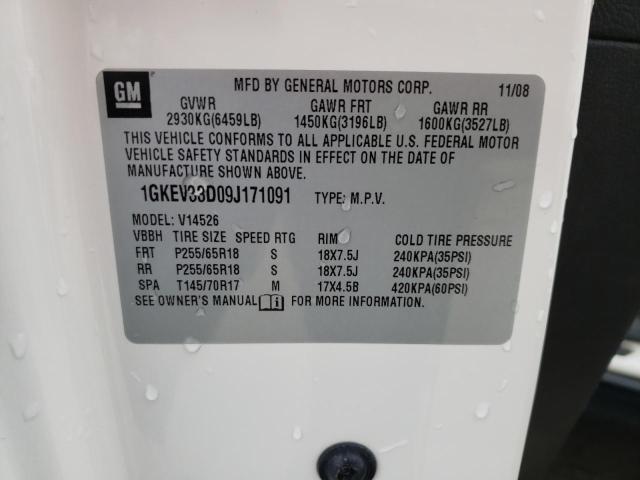 GM
MFD BY GENERAL MOTORS CORP. 11/08
GVWR GAWR FRT GAWR RR
2930KG(6459LB) 1450KG(3196LB) 1600KG(3527LB)
THIS VEHICLE CONFORMS TO ALL APPLICABLE U.S. FEDERAL MOTOR
VEHICLE SAFETY STANDARDS IN EFFECT ON THE DATE OF
MANUFACTURE SHOWN ABOVE.
1GKEV33D09J171091 TYPE: M.P.V.
MODEL: V14526
VBBH TIRE SIZE SPEED RTG RIM COLD TIRE PRESSURE
FRT P255/65R18 S 18X7.5J 240KPA(35PSI)
RR P255/65R18 S 18X7.5J 240KPA(35PSI)
SPA T145/70R17 M 17X4.5B 420KPA(60PSI)
SEE OWNER'S MANUAL i FOR MORE INFORMATION.